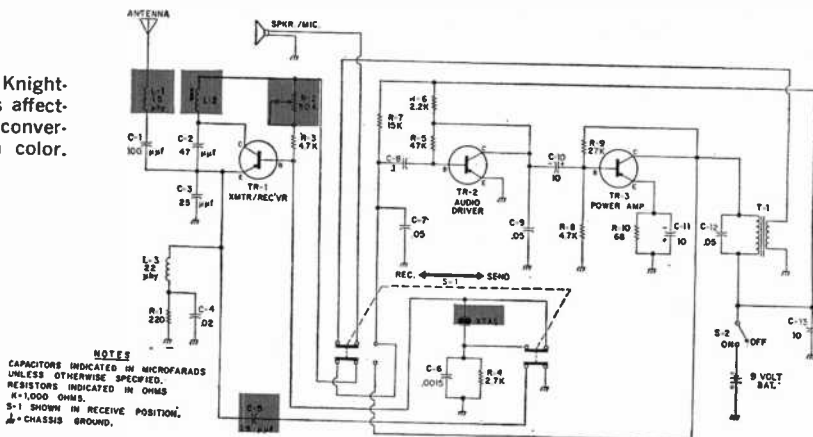 ANTENNA
SPKR./MIC.
Knight-
s affect-
conver-
n color.
L-2
C-1
100 μμf
C-2
47 μμf
R-3
4.7K
C
B
E
TR-1
XMTR/REC'VR
C-3
25 μμf
L-3
22
μhy
R-1
220
C-4
.02
R-7
15K
2.2K
R-5
47K
C-8
B
C
E
TR-2
AUDIO
DRIVER
C-7
.05
C-9
.05
C-10
10
R-9
27K
B
C
E
TR-3
POWER AMP
R-8
4.7K
R-10
68
C-11
10
C-12
.05
T-1
C-13
10
S-2
ON
OFF
9 VOLT
BAT.
REC.
SEND
S-1
XTAL
C-6
.0015
R-4
2.7K
NOTES
CAPACITORS INDICATED IN MICROFARADS
UNLESS OTHERWISE SPECIFIED.
RESISTORS INDICATED IN OHMS
K=1,000 OHMS.
S-1 SHOWN IN RECEIVE POSITION.
= CHASSIS GROUND.